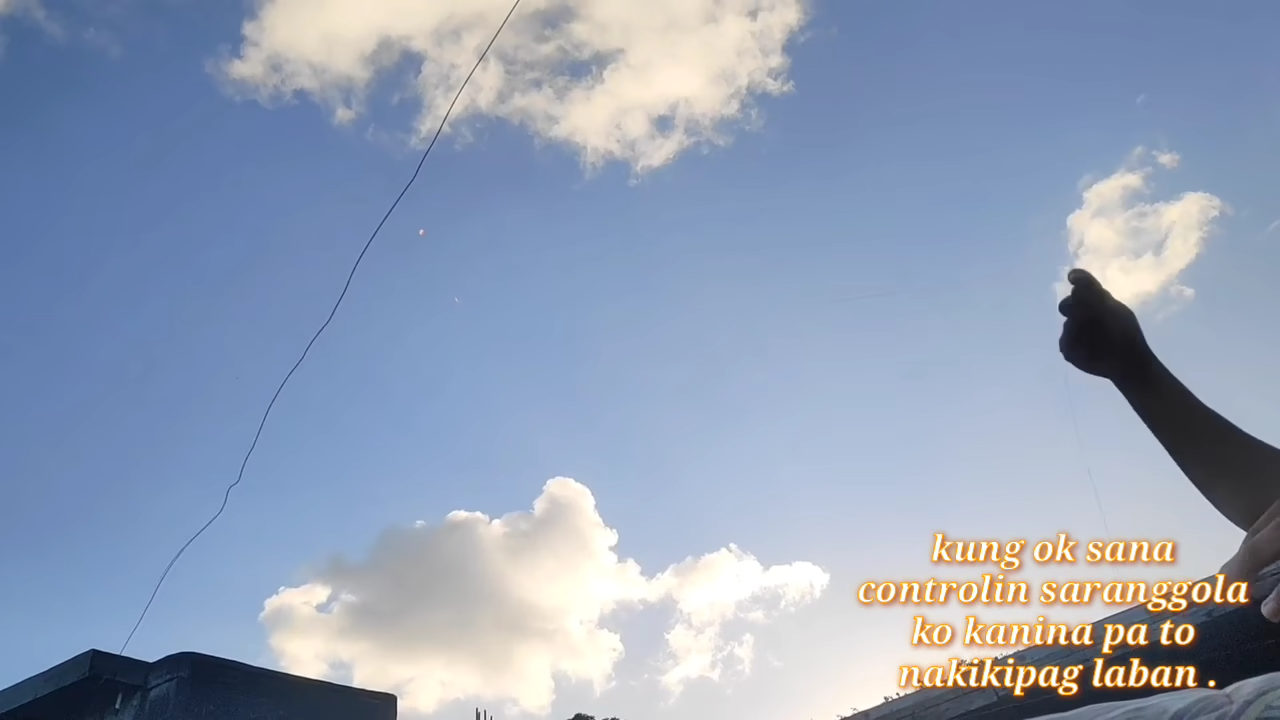 kung ok sana
controlin saranggola
ko kanina pa to
nakikipag laban .